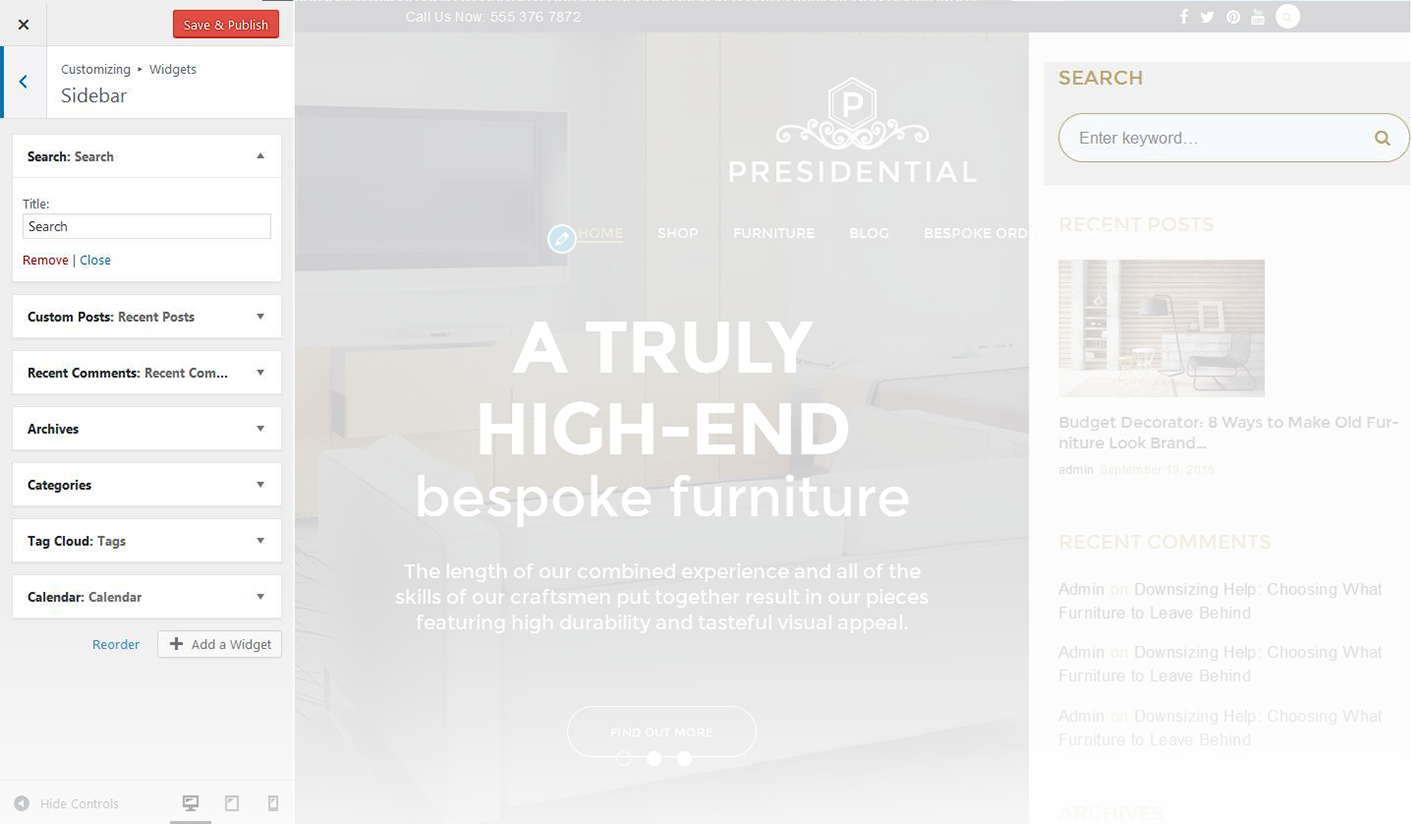 Save & Publish
Customizing ▸ Widgets
Sidebar
Search: Search
Title:
Search
Remove | Close
Custom Posts: Recent Posts
Recent Comments: Recent Com...
Archives
Categories
Tag Cloud: Tags
Calendar: Calendar
Reorder
Add a Widget
Hide Controls
Call Us Now: 555 376 7872
P
PRESIDENTIAL
HOME SHOP FURNITURE BLOG BESPOKE ORDER
A TRULY
HIGH-END
bespoke furniture
The length of our combined experience and all of the
skills of our craftsmen put together result in our pieces
featuring high durability and tasteful visual appeal.
FIND OUT MORE
SEARCH
Enter keyword...
RECENT POSTS
Budget Decorator: 8 Ways to Make Old Fur-
niture Look Brand...
admin September 19, 2016
RECENT COMMENTS
Admin on Downsizing Help: Choosing What
Furniture to Leave Behind
Admin on Downsizing Help: Choosing What
Furniture to Leave Behind
Admin on Downsizing Help: Choosing What
Furniture to Leave Behind
ARCHIVES